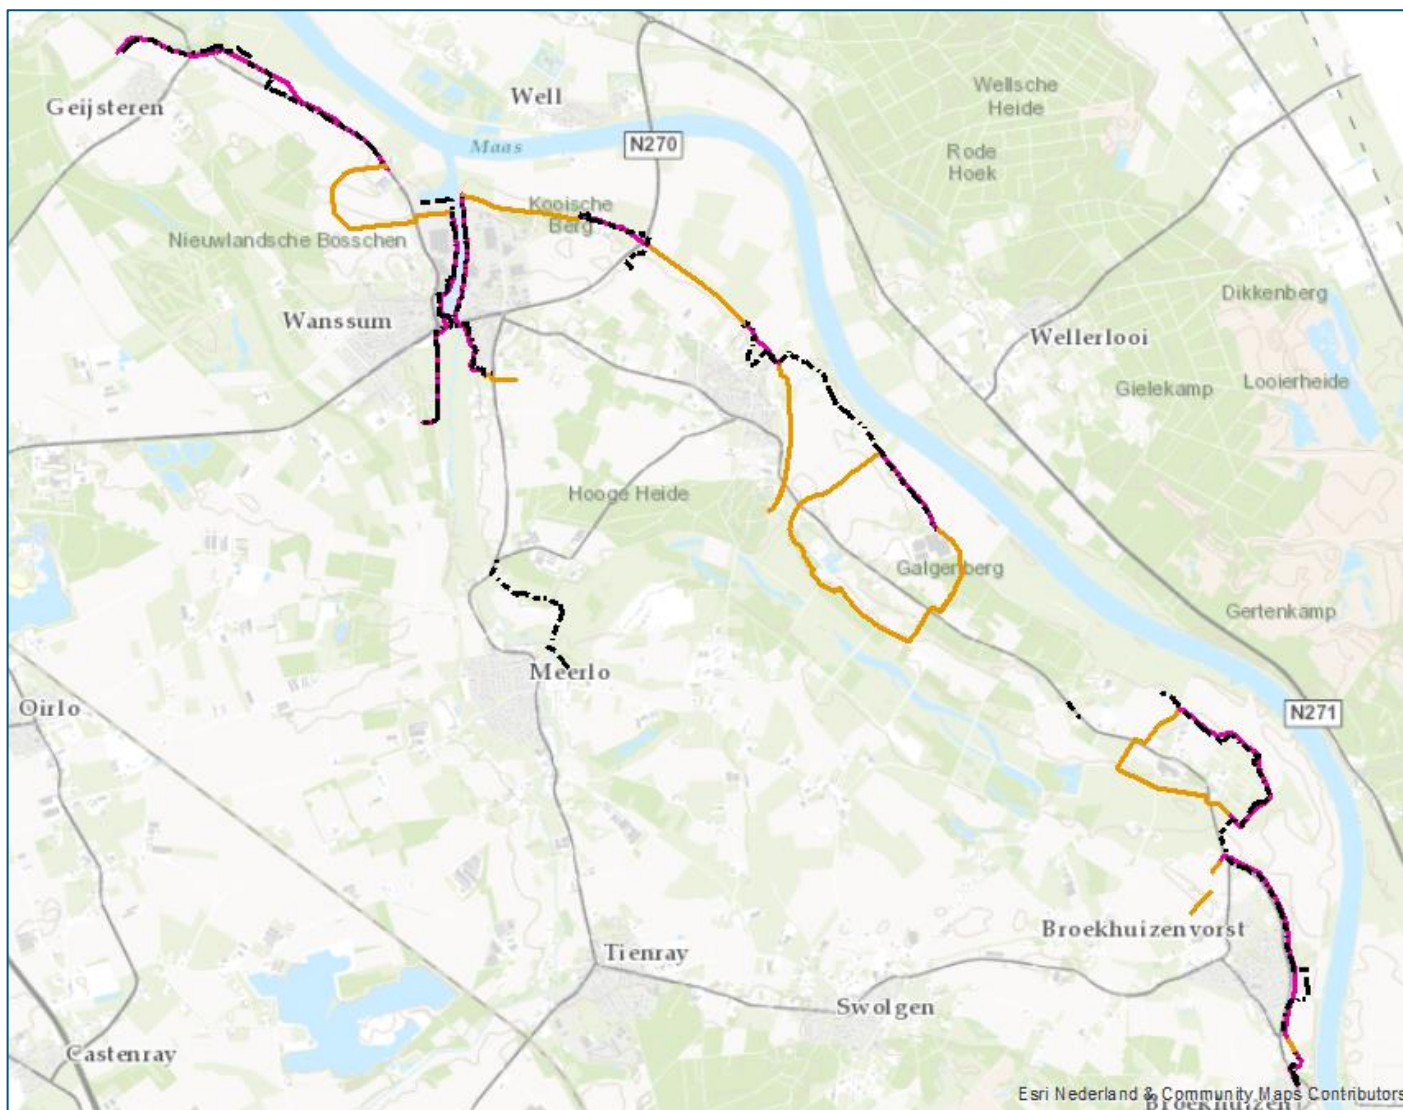 Geijsteren
Well
Wellsche
Heide
Maas
N270
Rode
Hoek
Kooische
Berg
Nieuwlandsche Bosschen
Wanssum
Dikkenberg
Wellerlooi
Gielekamp
Looierheide
Hooge Heide
Galgenberg
Gertenkamp
Meerlo
Oirlo
N271
Broekhuizenvorst
Tienray
Swolgen
Castenray
Esri Nederland & Community Maps Contributors
Broekhuizen